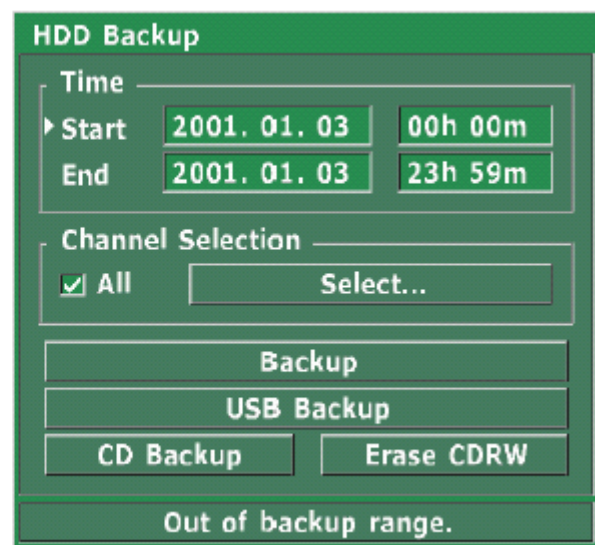 HDD Backup
Time
Start 2001. 01. 03 00h 00m
End 2001. 01. 03 23h 59m
Channel Selection
All Select...
Backup
USB Backup
CD Backup Erase CDRW
Out of backup range.